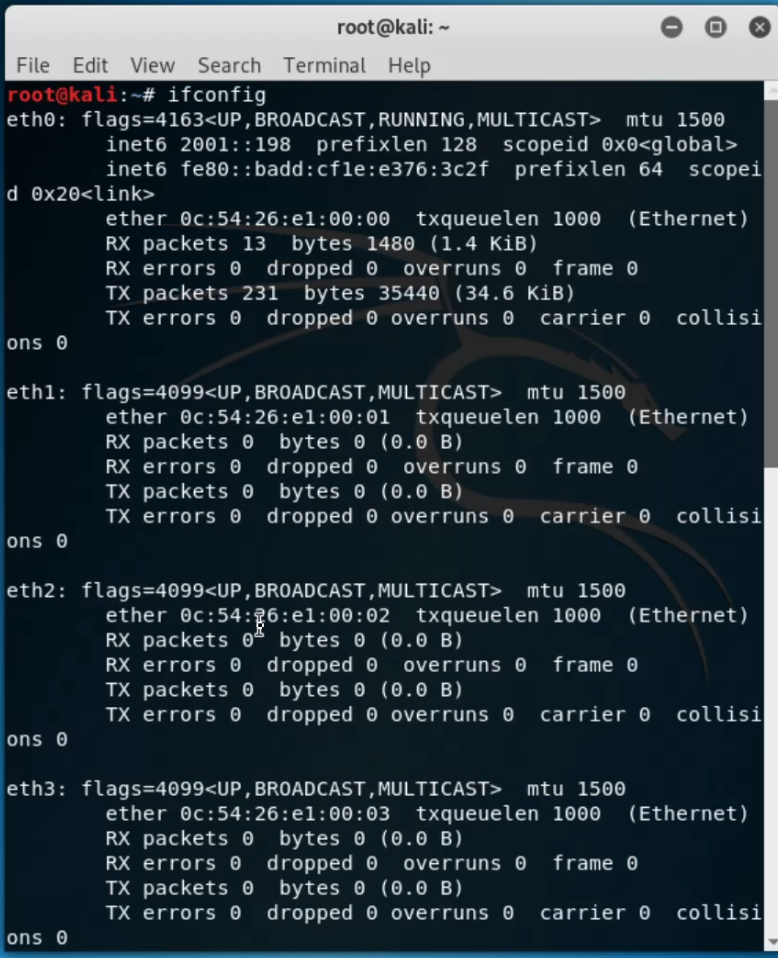 root@kali: ~
File Edit View Search Terminal Help
root@kali:~# ifconfig
eth0: flags=4163<UP,BROADCAST,RUNNING,MULTICAST>  mtu 1500
        inet6 2001::198  prefixlen 128  scopeid 0x0<global>
        inet6 fe80::badd:cf1e:e376:3c2f  prefixlen 64  scopei
d 0x20<link>
        ether 0c:54:26:e1:00:00  txqueuelen 1000  (Ethernet)
        RX packets 13  bytes 1480 (1.4 KiB)
        RX errors 0  dropped 0  overruns 0  frame 0
        TX packets 231  bytes 35440 (34.6 KiB)
        TX errors 0  dropped 0 overruns 0  carrier 0  collisi
ons 0

eth1: flags=4099<UP,BROADCAST,MULTICAST>  mtu 1500
        ether 0c:54:26:e1:00:01  txqueuelen 1000  (Ethernet)
        RX packets 0  bytes 0 (0.0 B)
        RX errors 0  dropped 0  overruns 0  frame 0
        TX packets 0  bytes 0 (0.0 B)
        TX errors 0  dropped 0 overruns 0  carrier 0  collisi
ons 0

eth2: flags=4099<UP,BROADCAST,MULTICAST>  mtu 1500
        ether 0c:54:26:e1:00:02  txqueuelen 1000  (Ethernet)
        RX packets 0  bytes 0 (0.0 B)
        RX errors 0  dropped 0  overruns 0  frame 0
        TX packets 0  bytes 0 (0.0 B)
        TX errors 0  dropped 0 overruns 0  carrier 0  collisi
ons 0

eth3: flags=4099<UP,BROADCAST,MULTICAST>  mtu 1500
        ether 0c:54:26:e1:00:03  txqueuelen 1000  (Ethernet)
        RX packets 0  bytes 0 (0.0 B)
        RX errors 0  dropped 0  overruns 0  frame 0
        TX packets 0  bytes 0 (0.0 B)
        TX errors 0  dropped 0 overruns 0  carrier 0  collisi
ons 0